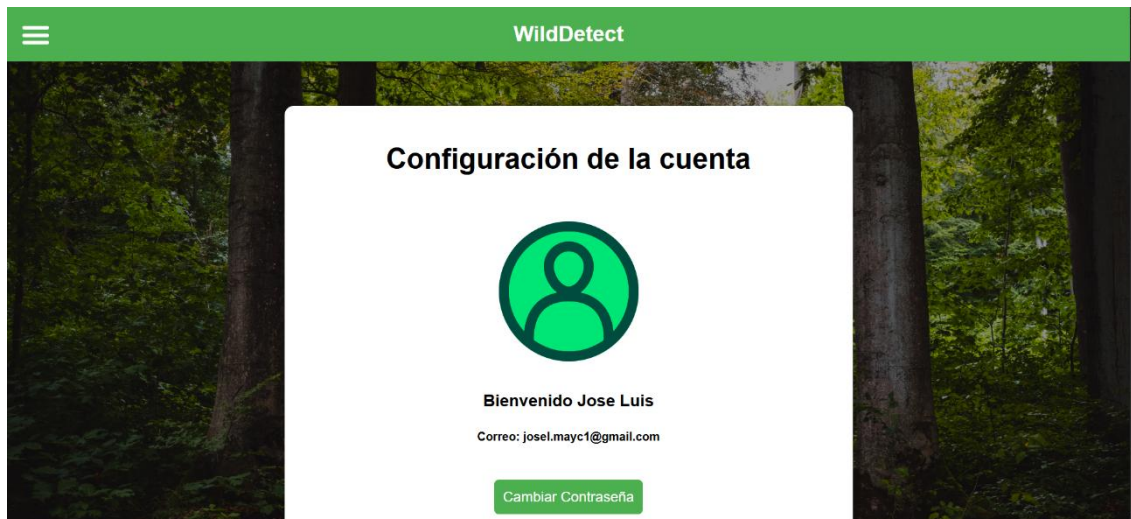 WildDetect
Configuración de la cuenta
Bienvenido Jose Luis
Correo: josel.mayc1@gmail.com
Cambiar Contraseña